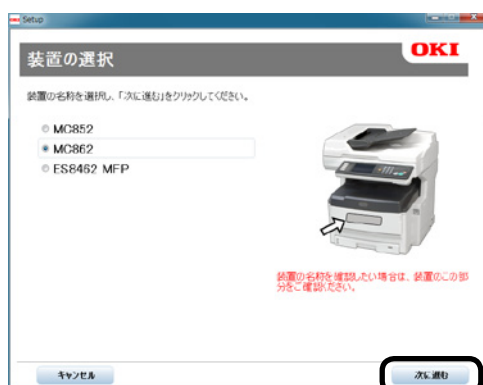 Setup
OKI
装置の選択
装置の名称を選択し、「次に進む」をクリックしてください。
MC852
MC862
ES8462 MFP
装置の名称を確認したい場合は、装置のこの部
分をご確認ください。
キャンセル
次に進む